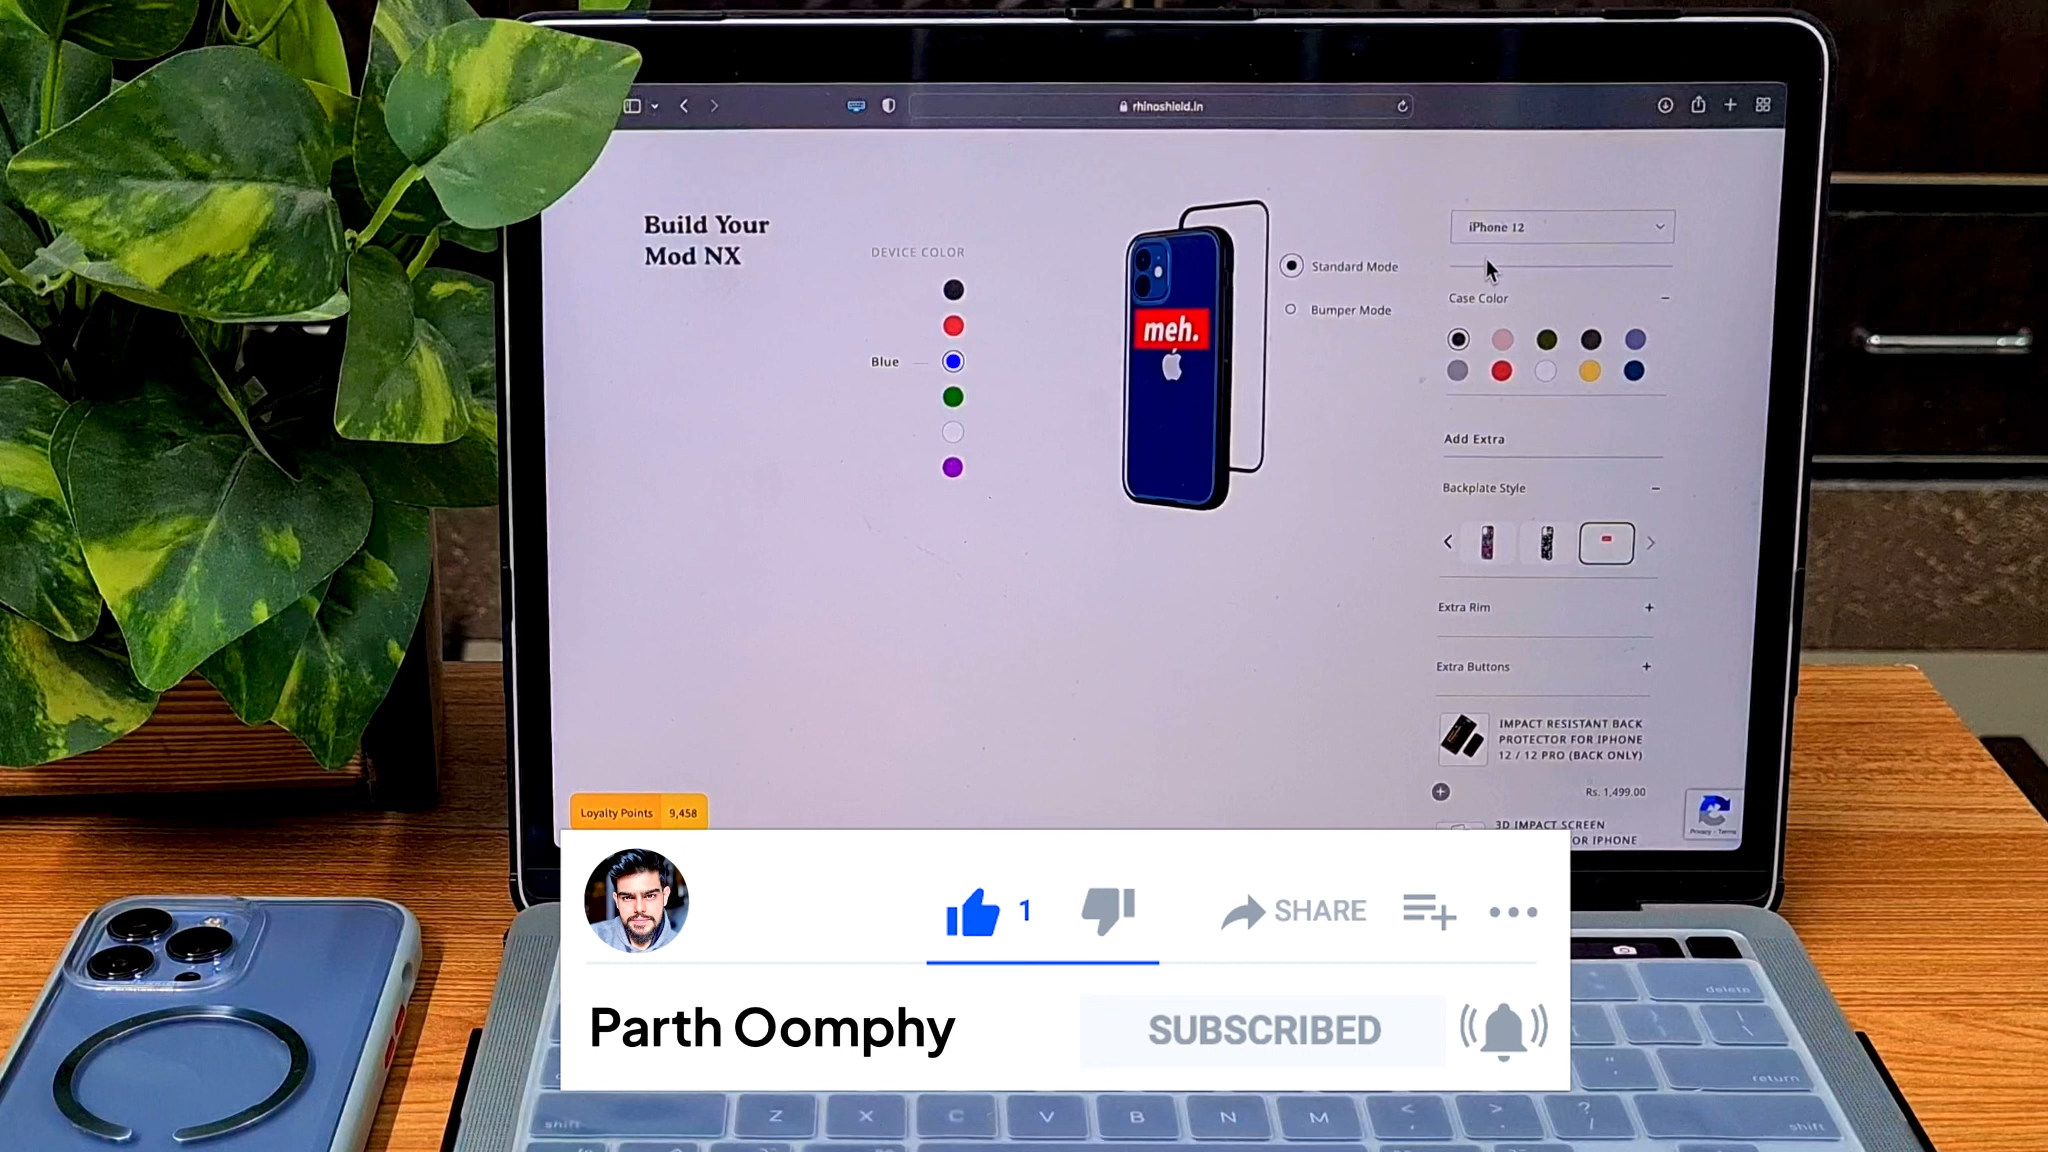 rhinoshield.in
Build Your
Mod NX
DEVICE COLOR
Blue
meh.
Standard Mode
Bumper Mode
iPhone 12
Case Color
Add Extra
Backplate Style
Extra Rim
Extra Buttons
IMPACT RESISTANT BACK
PROTECTOR FOR IPHONE
12 / 12 PRO (BACK ONLY)
Rs. 1,499.00
3D IMPACT SCREEN
OR IPHONE
Privacy - Terms
Loyalty Points 9,458
1
SHARE
Parth Oomphy
SUBSCRIBED
delete
return
shift Z X C V B N M < > ? shift